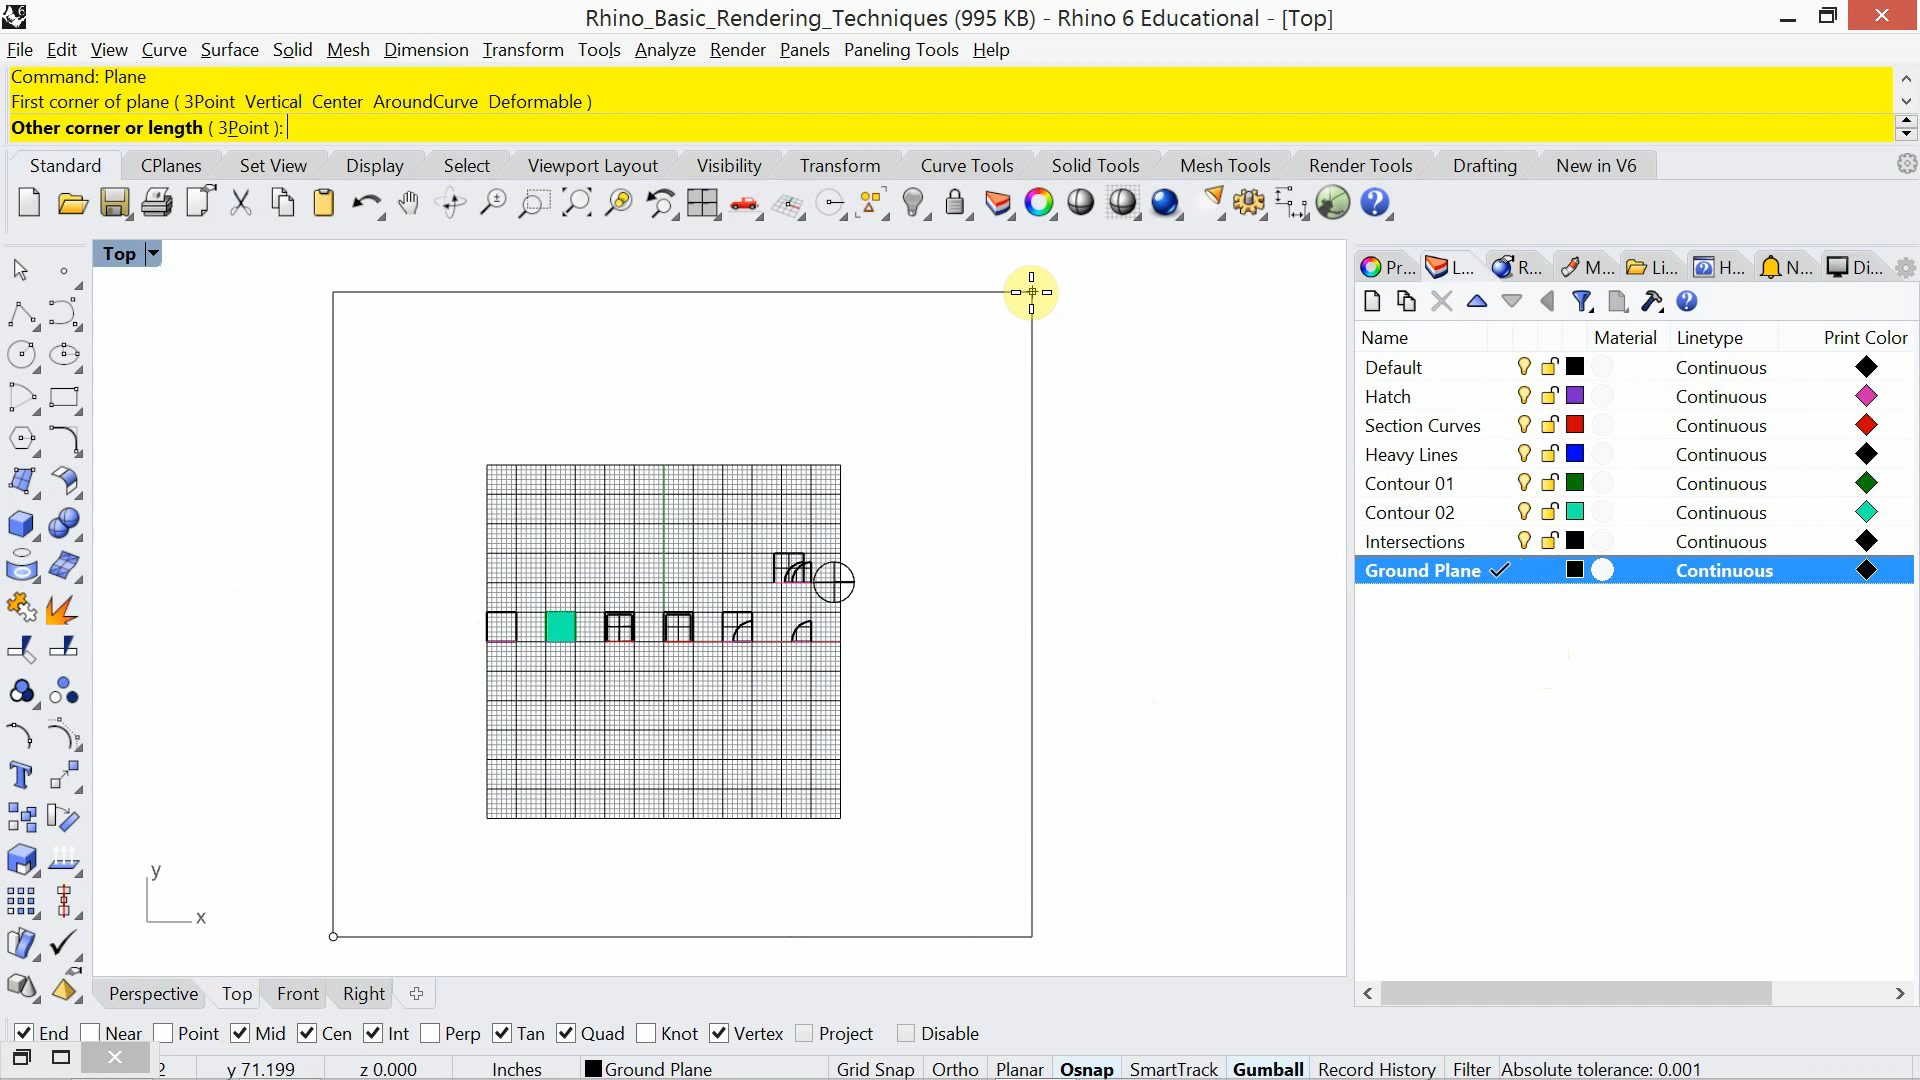 Rhino_Basic_Rendering_Techniques (995 KB) - Rhino 6 Educational - [Top]
File Edit View Curve Surface Solid Mesh Dimension Transform Tools Analyze Render Panels Paneling Tools Help
Command: Plane
First corner of plane ( 3Point Vertical Center AroundCurve Deformable )
Other corner or length ( 3Point ):
Standard CPlanes Set View Display Select Viewport Layout Visibility Transform Curve Tools Solid Tools Mesh Tools Render Tools Drafting New in V6
Top
Pr... L... R... M... Li... H... N... Di...
Name Material Linetype Print Color
Default Continuous
Hatch Continuous
Section Curves Continuous
Heavy Lines Continuous
Contour 01 Continuous
Contour 02 Continuous
Intersections Continuous
Ground Plane Continuous
y
x
Perspective Top Front Right
End Near Point Mid Cen Int Perp Tan Quad Knot Vertex Project Disable
2 y 71.199 z 0.000 Inches Ground Plane Grid Snap Ortho Planar Osnap SmartTrack Gumball Record History Filter Absolute tolerance: 0.001